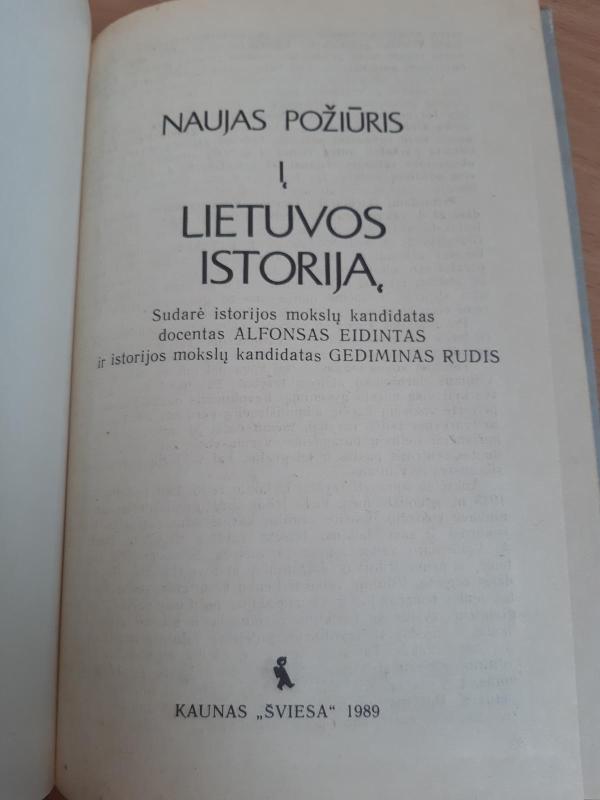 NAUJAS POŽIŪRIS
Į
LIETUVOS
ISTORIJĄ
Sudarė istorijos mokslų kandidatas
docentas ALFONSAS EIDINTAS
ir istorijos mokslų kandidatas GEDIMINAS RUDIS
KAUNAS „ŠVIESA“ 1989